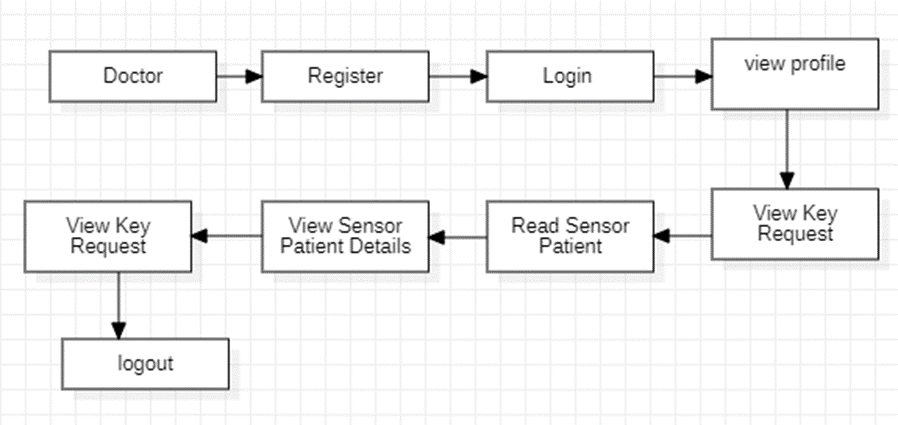 Doctor
Register
Login
view profile
View Key
Request
Read Sensor
Patient
View Sensor
Patient Details
View Key
Request
logout